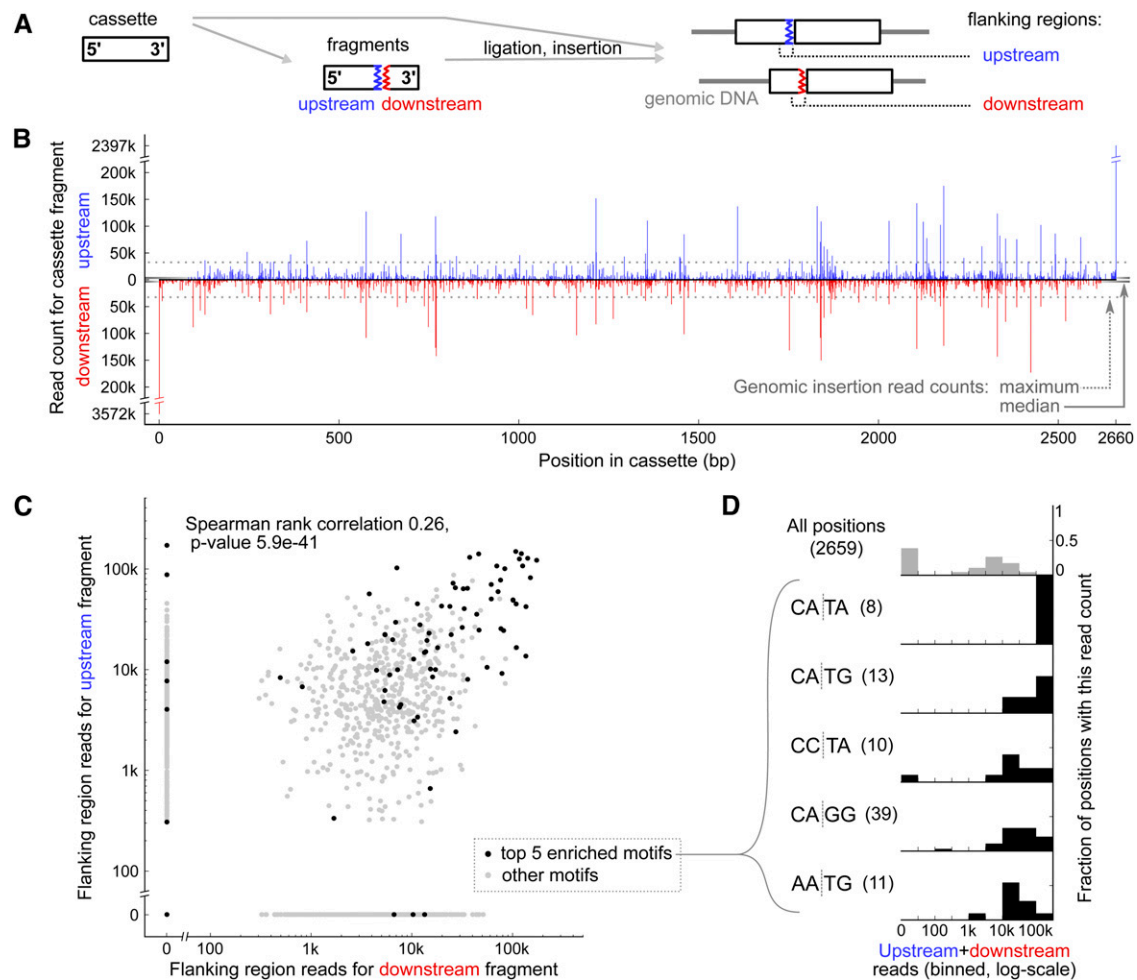 A
cassette
5' 3'
fragments
5' 3'
upstream downstream
ligation, insertion
genomic DNA
flanking regions:
upstream
downstream
B
Read count for cassette fragment
downstream upstream
2397k
200k
150k
100k
50k
0
50k
100k
150k
200k
3572k
Genomic insertion read counts: maximum
median
0 500 1000 1500 2000 2500 2660
Position in cassette (bp)
C
Spearman rank correlation 0.26,
p-value 5.9e-41
Flanking region reads for upstream fragment
100k
10k
1k
100
0
top 5 enriched motifs
other motifs
0 100 1k 10k 100k
Flanking region reads for downstream fragment
D
All positions
(2659)
1
0.5
0
CA TA (8)
CA TG (13)
CC TA (10)
CA GG (39)
AA TG (11)
Fraction of positions with this read count
0 100 1k 10k 100k
Upstream+downstream
reads (binned, log-scale)